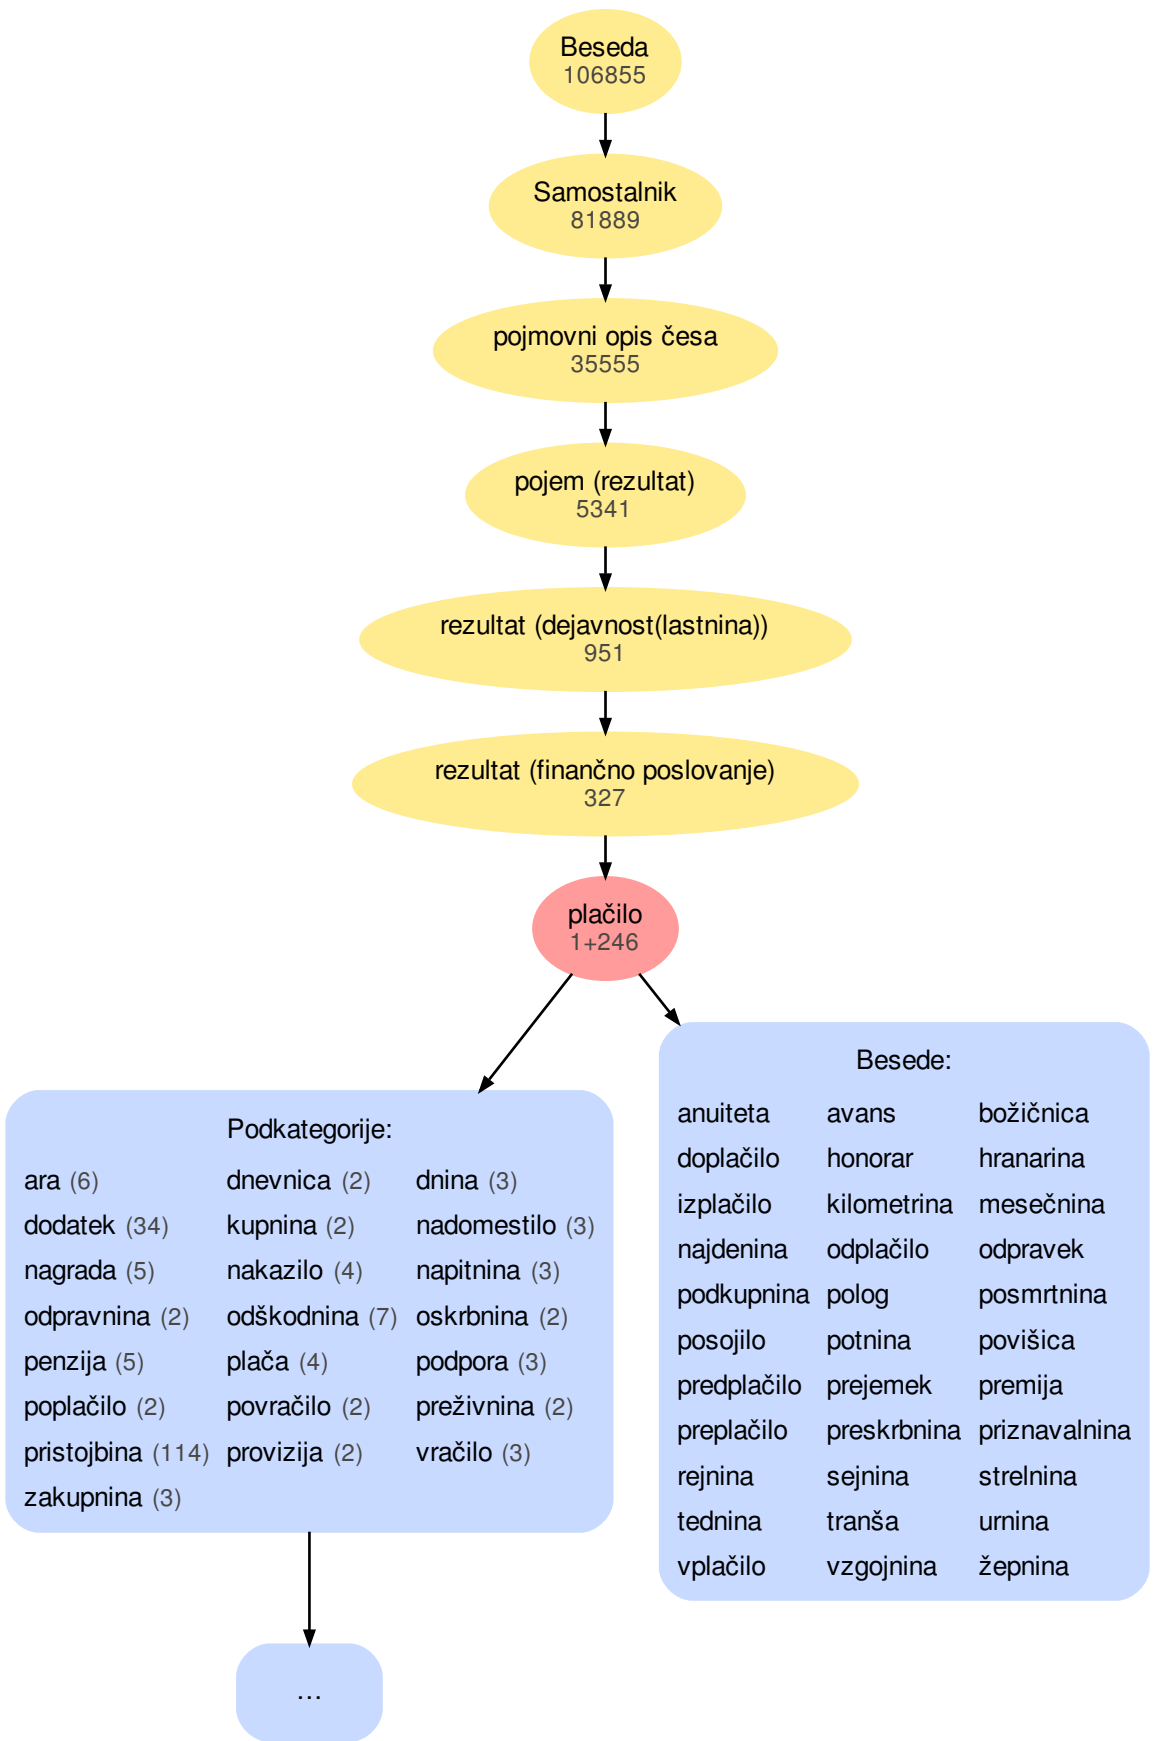 Beseda
106855
Samostalnik
81889
pojmovni opis česa
35555
pojem (rezultat)
5341
rezultat (dejavnost(lastnina))
951
rezultat (finančno poslovanje)
327
plačilo
1+246
Podkategorije:
ara (6) dnevnica (2) dnina (3)
dodatek (34) kupnina (2) nadomestilo (3)
nagrada (5) nakazilo (4) napitnina (3)
odpravnina (2) odškodnina (7) oskrbnina (2)
penzija (5) plača (4) podpora (3)
poplačilo (2) povračilo (2) preživnina (2)
pristojbina (114) provizija (2) vračilo (3)
zakupnina (3)
Besede:
anuiteta avans božičnica
doplačilo honorar hranarina
izplačilo kilometrina mesečnina
najdenina odplačilo odpravek
podkupnina polog posmrtnina
posojilo potnina povišica
predplačilo prejemek premija
preplačilo preskrbnina priznavalnina
rejnina sejnina strelnina
tednina tranša urnina
vplačilo vzgojnina žepnina
...